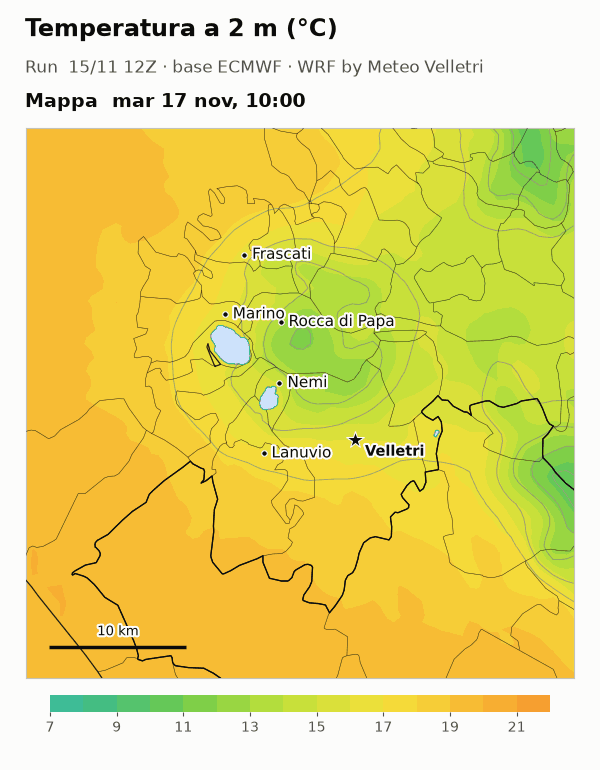 Temperatura a 2 m (°C)
Run  15/11 12Z · base ECMWF · WRF by Meteo Velletri
Mappa  mar 17 nov, 10:00
Frascati
Marino
Rocca di Papa
Nemi
Velletri
Lanuvio
10 km
7 9 11 13 15 17 19 21